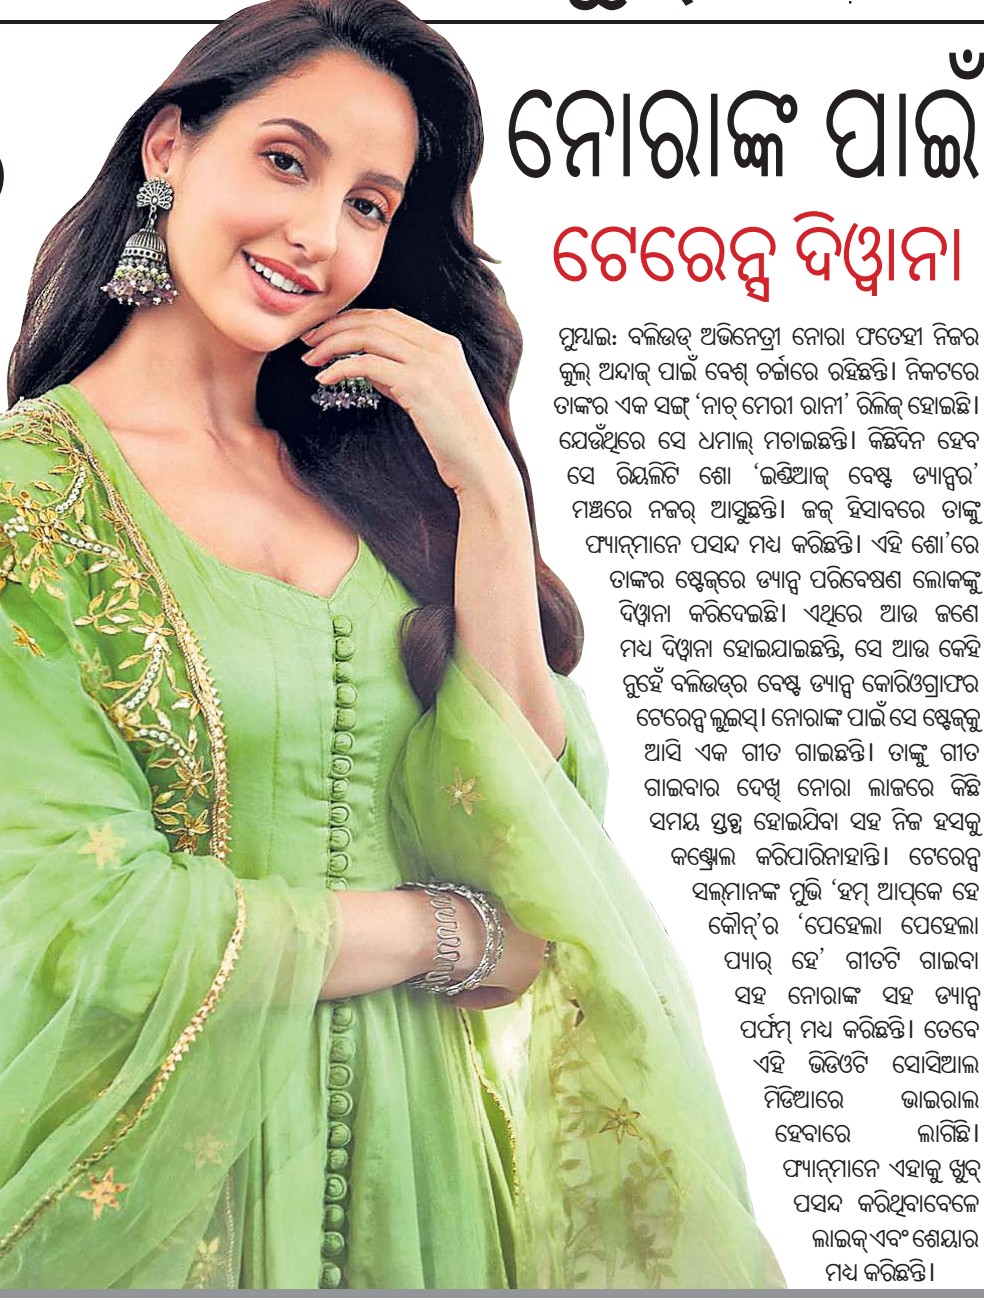 ନୋରାଙ୍କ ପାଇଁ
ଟେରେନ୍ସ ଦିୱାନା
ମୁମ୍ବାଇ: ବଲିଉଡ୍ ଅଭିନେତ୍ରୀ ନୋରା ଫତେହୀ ନିଜର
କୁଲ୍ ଅନ୍ଦାଜ୍ ପାଇଁ ବେଶ୍ ଚର୍ଚ୍ଚାରେ ରହିଛନ୍ତି। ନିକଟରେ
ତାଙ୍କର ଏକ ସଙ୍ଗ୍ ‘ନାଚ୍ ମେରୀ ରାନୀ’ ରିଲିଜ୍ ହୋଇଛି।
ଯେଉଁଥିରେ ସେ ଧମାଲ୍ ମଚାଇଛନ୍ତି। କିଛିଦିନ ହେବ
ସେ ରିୟଲିଟି ଶୋ ‘ଇଣ୍ଡିଆଜ୍ ବେଷ୍ଟ ଡ୍ୟାନ୍ସର’
ମଞ୍ଚରେ ନଜର୍ ଆସୁଛନ୍ତି। ଜଜ୍ ହିସାବରେ ତାଙ୍କୁ
ଫ୍ୟାନ୍‌ମାନେ ପସନ୍ଦ ମଧ୍ୟ କରିଛନ୍ତି। ଏହି ଶୋ’ରେ
ତାଙ୍କର ଷ୍ଟେଜ୍‌ରେ ଡ୍ୟାନ୍ସ ପରିବେଷଣ ଲୋକଙ୍କୁ
ଦିୱାନା କରିଦେଇଛି। ଏଥିରେ ଆଉ ଜଣେ
ମଧ୍ୟ ଦିୱାନା ହୋଇଯାଇଛନ୍ତି, ସେ ଆଉ କେହି
ନୁହେଁ ବଲିଉଡ୍‌ର ବେଷ୍ଟ ଡ୍ୟାନ୍ସ କୋରିଓଗ୍ରାଫର
ଟେରେନ୍ସ ଲୁଇସ୍। ନୋରାଙ୍କ ପାଇଁ ସେ ଷ୍ଟେଜ୍‌କୁ
ଆସି ଏକ ଗୀତ ଗାଇଛନ୍ତି। ତାଙ୍କୁ ଗୀତ
ଗାଇବାର ଦେଖି ନୋରା ଲାଜରେ କିଛି
ସମୟ ସ୍ତବ୍ଧ ହୋଇଯିବା ସହ ନିଜ ହସକୁ
କଣ୍ଟ୍ରୋଲ କରିପାରିନାହାନ୍ତି। ଟେରେନ୍ସ
ସଲ୍‌ମାନଙ୍କ ମୁଭି ‘ହମ୍ ଆପ୍‌କେ ହେ
କୌନ୍’ର ‘ପେହେଲା ପେହେଲା
ପ୍ୟାର୍ ହେ’ ଗୀତଟି ଗାଇବା
ସହ ନୋରାଙ୍କ ସହ ଡ୍ୟାନ୍ସ
ପର୍ଫମ୍ ମଧ୍ୟ କରିଛନ୍ତି। ତେବେ
ଏହି ଭିଡିଓଟି ସୋସିଆଲ
ମିଡିଆରେ ଭାଇରାଲ
ହେବାରେ ଲାଗିଛି।
ଫ୍ୟାନ୍‌ମାନେ ଏହାକୁ ଖୁବ୍
ପସନ୍ଦ କରିଥିବାବେଳେ
ଲାଇକ୍ ଏବଂ ଶେୟାର
ମଧ୍ୟ କରିଛନ୍ତି।